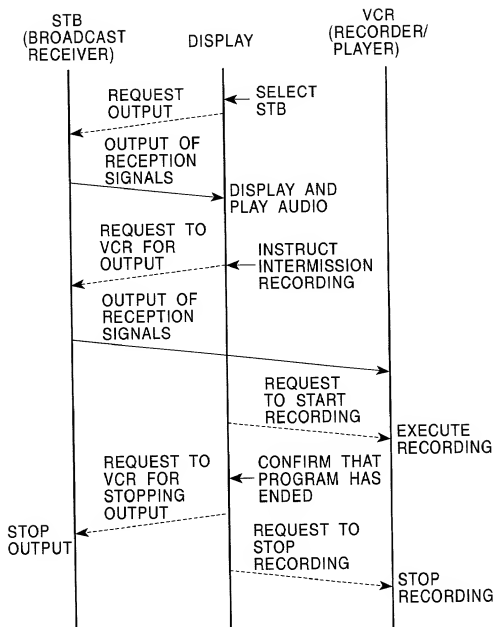 STB
(BROADCAST
RECEIVER)
DISPLAY
VCR
(RECORDER/
PLAYER)
REQUEST
OUTPUT
SELECT
STB
OUTPUT OF
RECEPTION
SIGNALS
DISPLAY AND
PLAY AUDIO
REQUEST TO
VCR FOR
OUTPUT
INSTRUCT
INTERMISSION
RECORDING
OUTPUT OF
RECEPTION
SIGNALS
REQUEST
TO START
RECORDING
EXECUTE
RECORDING
REQUEST TO
VCR FOR
STOPPING
OUTPUT
CONFIRM THAT
PROGRAM HAS
ENDED
STOP
OUTPUT
REQUEST TO
STOP
RECORDING
STOP
RECORDING